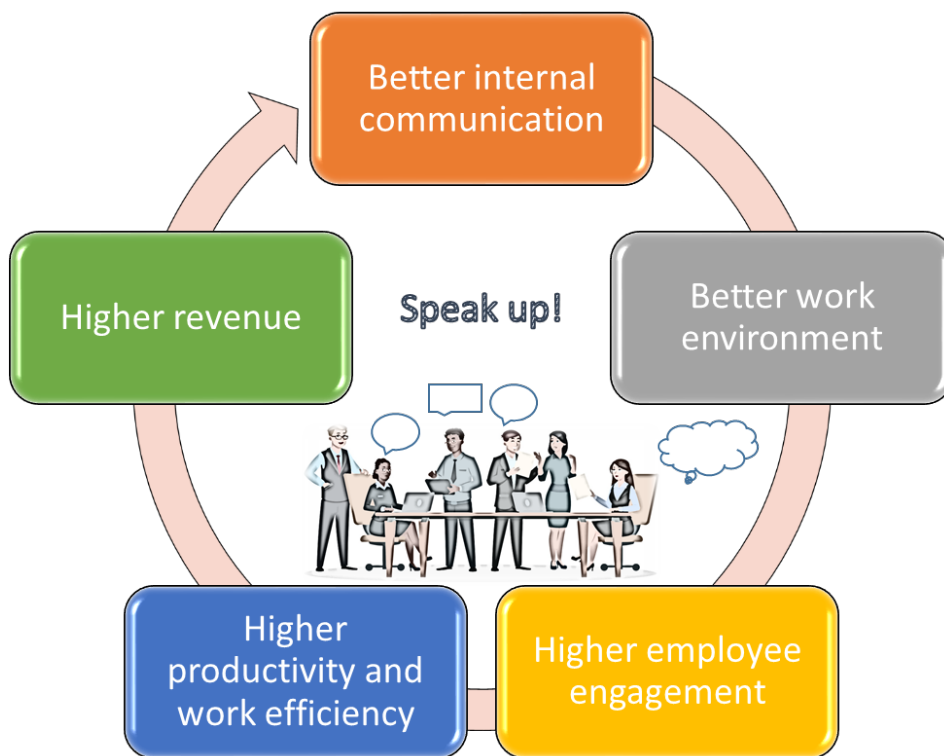 Better internal
communication
Better work
environment
Higher employee
engagement
Higher
productivity and
work efficiency
Higher revenue
Speak up!